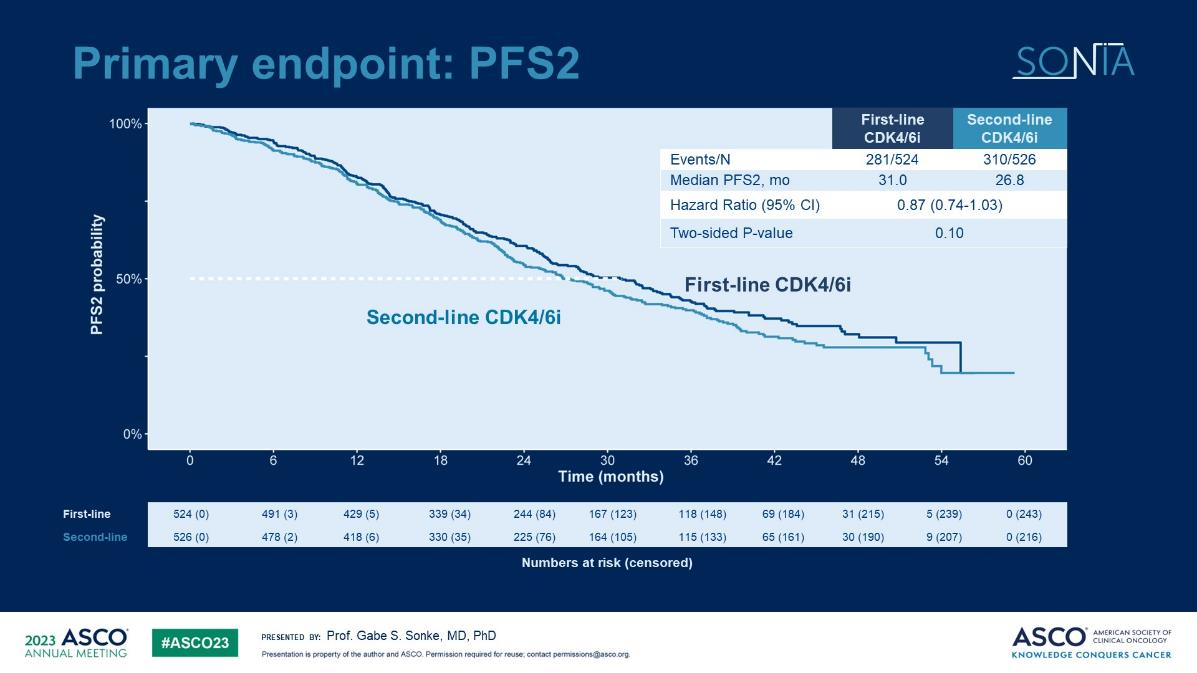 Primary endpoint: PFS2
SONIA
First-line CDK4/6i
Second-line CDK4/6i
Events/N 281/524 310/526
Median PFS2, mo 31.0 26.8
Hazard Ratio (95% CI) 0.87 (0.74-1.03)
Two-sided P-value 0.10
100%
50%
0%
PFS2 probability
First-line CDK4/6i
Second-line CDK4/6i
0 6 12 18 24 30 36 42 48 54 60
Time (months)
First-line 524 (0) 491 (3) 429 (5) 339 (34) 244 (84) 167 (123) 118 (148) 69 (184) 31 (215) 5 (239) 0 (243)
Second-line 526 (0) 478 (2) 418 (6) 330 (35) 225 (76) 164 (105) 115 (133) 65 (161) 30 (190) 9 (207) 0 (216)
Numbers at risk (censored)
2023 ASCO®
ANNUAL MEETING
#ASCO23
PRESENTED BY: Prof. Gabe S. Sonke, MD, PhD
Presentation is property of the author and ASCO. Permission required for reuse; contact permissions@asco.org.
ASCO® AMERICAN SOCIETY OF
CLINICAL ONCOLOGY
KNOWLEDGE CONQUERS CANCER